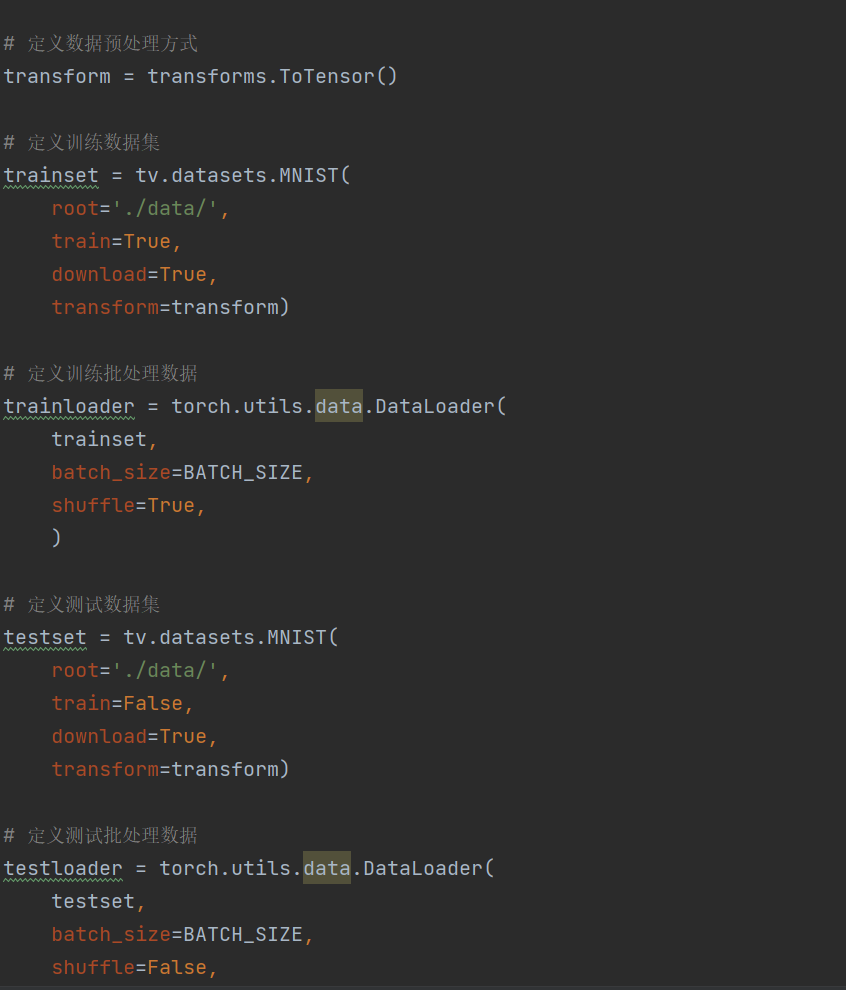 # 定义数据预处理方式
transform = transforms.ToTensor()
# 定义训练数据集
trainset = tv.datasets.MNIST(
    root='./data/',
    train=True,
    download=True,
    transform=transform)
# 定义训练批处理数据
trainloader = torch.utils.data.DataLoader(
    trainset,
    batch_size=BATCH_SIZE,
    shuffle=True,
    )
# 定义测试数据集
testset = tv.datasets.MNIST(
    root='./data/',
    train=False,
    download=True,
    transform=transform)
# 定义测试批处理数据
testloader = torch.utils.data.DataLoader(
    testset,
    batch_size=BATCH_SIZE,
    shuffle=False,